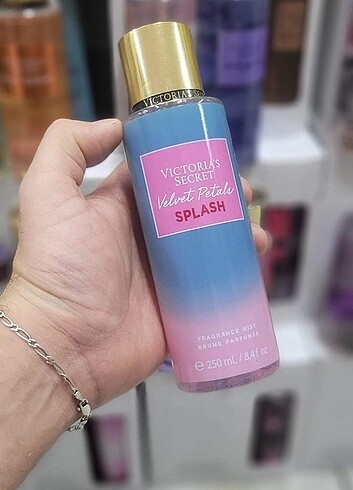 VICTORIA'S
VICTORIA'S
SECRET
Velvet Petals
SPLASH
FRAGRANCE MIST
BRUME PARFUMÉE
e 250 mL / 8.4 fl oz